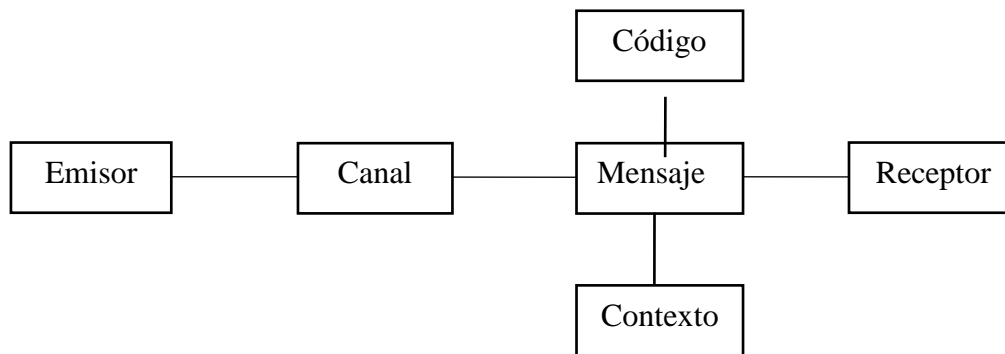 Código
Emisor
Canal
Mensaje
Receptor
Contexto